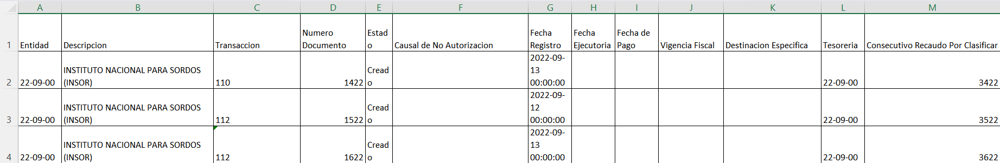 A B C D E F G H I J K L M
1 Entidad Descripcion Transaccion Numero Documento Estado Causal de No Autorizacion Fecha Registro Fecha Ejecutoria Fecha de Pago Vigencia Fiscal Destinacion Especifica Tesoreria Consecutivo Recaudo Por Clasificar
2 22-09-00 INSTITUTO NACIONAL PARA SORDOS (INSOR) 110 1422 Creado 2022-09-13 00:00:00 22-09-00 3422
3 22-09-00 INSTITUTO NACIONAL PARA SORDOS (INSOR) 112 1522 Creado 2022-09-12 00:00:00 22-09-00 3522
4 22-09-00 INSTITUTO NACIONAL PARA SORDOS (INSOR) 112 1622 Creado 2022-09-13 00:00:00 22-09-00 3622